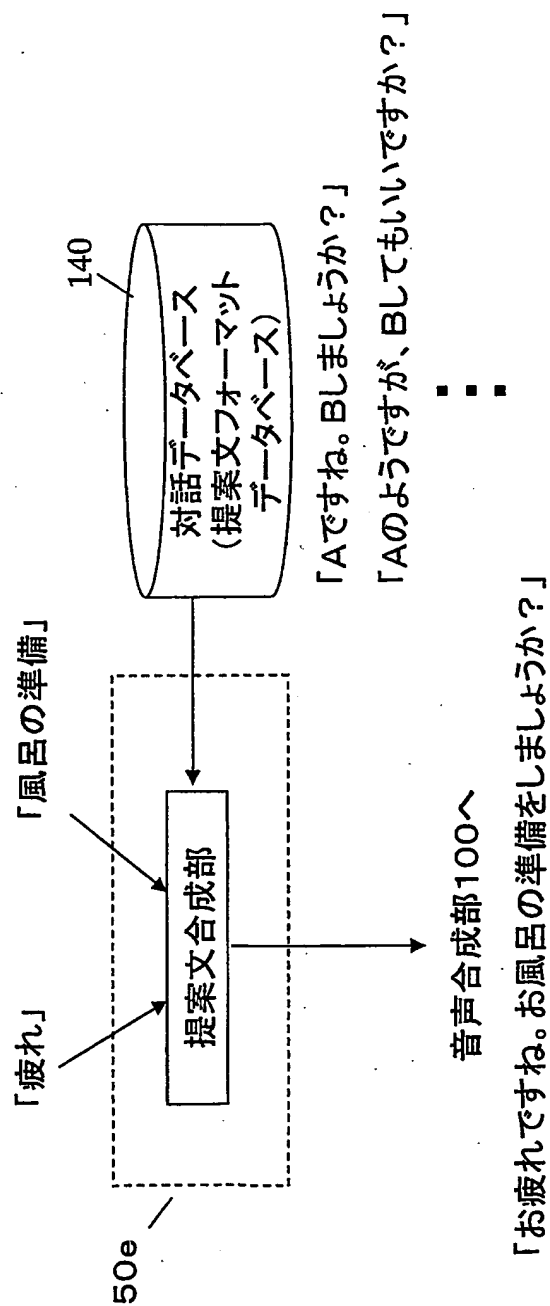 「疲れ」
「風呂の準備」
50e
提案文合成部
140
対話データベース
(提案文フォーマット
データベース)
「Aですね。Bしましょうか?」
「Aのようですが、Bしてもいいですか?」
音声合成部100へ
「お疲れですね。お風呂の準備をしましょうか?」